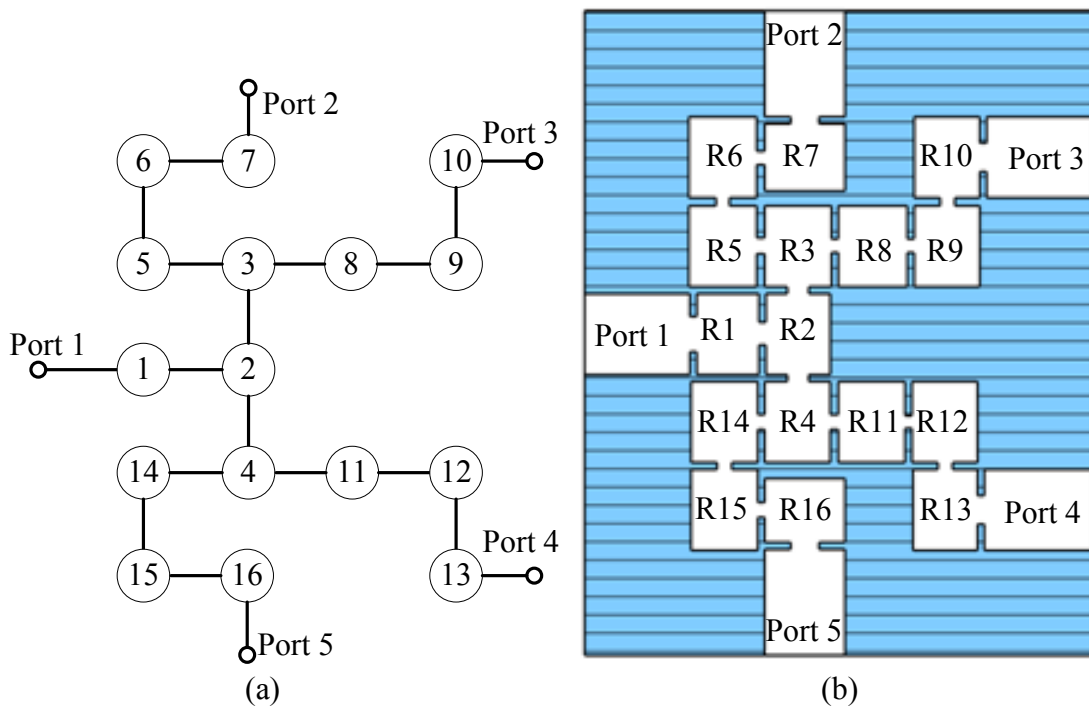 Port 2
6
7
10
Port 3
5
3
8
9
Port 1
1
2
14
4
11
12
Port 4
15
16
13
Port 5
(a)
Port 2
R6
R7
R10
Port 3
R5
R3
R8
R9
Port 1
R1
R2
R14
R4
R11
R12
R15
R16
R13
Port 4
Port 5
(b)